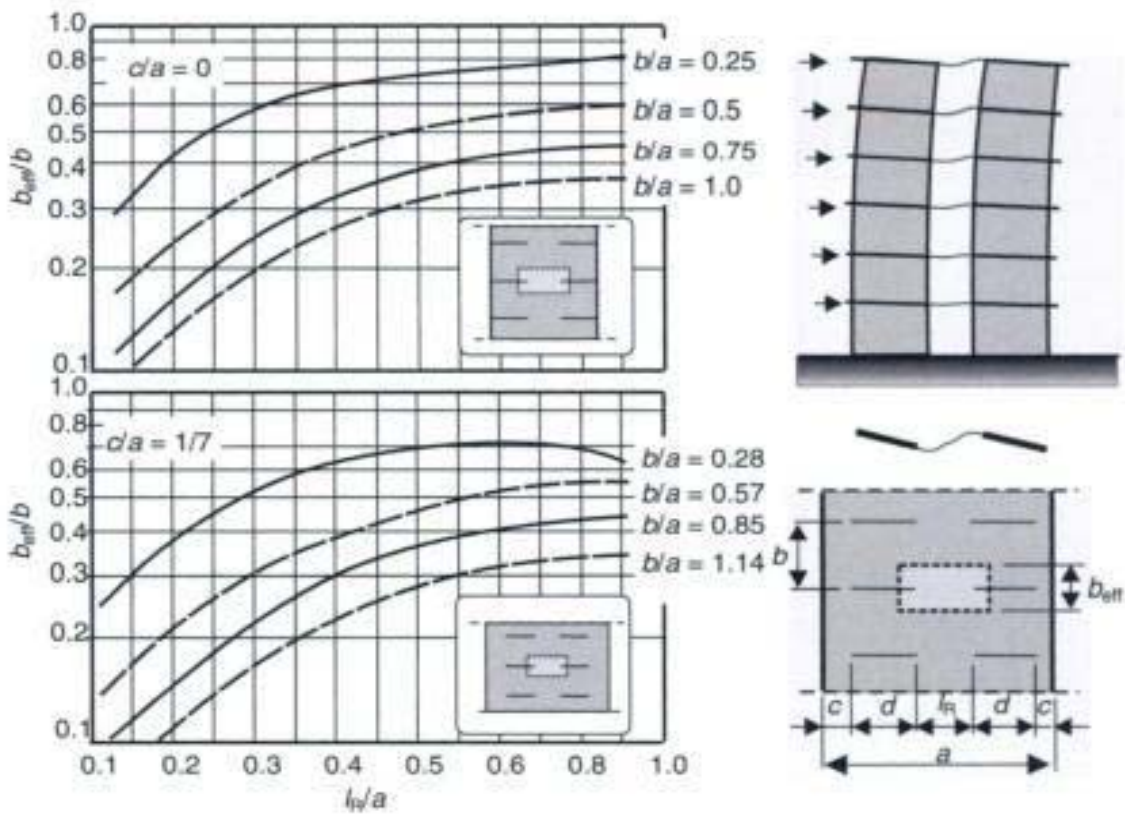 1.0
0.8
0.6
0.5
0.4
0.3
0.2
0.1
b_eff/b
c/a = 0
b/a = 0.25
b/a = 0.5
b/a = 0.75
b/a = 1.0
1.0
0.8
0.6
0.5
0.4
0.3
0.2
0.1
b_eff/b
c/a = 1/7
b/a = 0.28
b/a = 0.57
b/a = 0.85
b/a = 1.14
0.1 0.2 0.3 0.4 0.5 0.6 0.7 0.8 0.9 1.0
l_R/a
b
b_eff
c d l_R d c
a